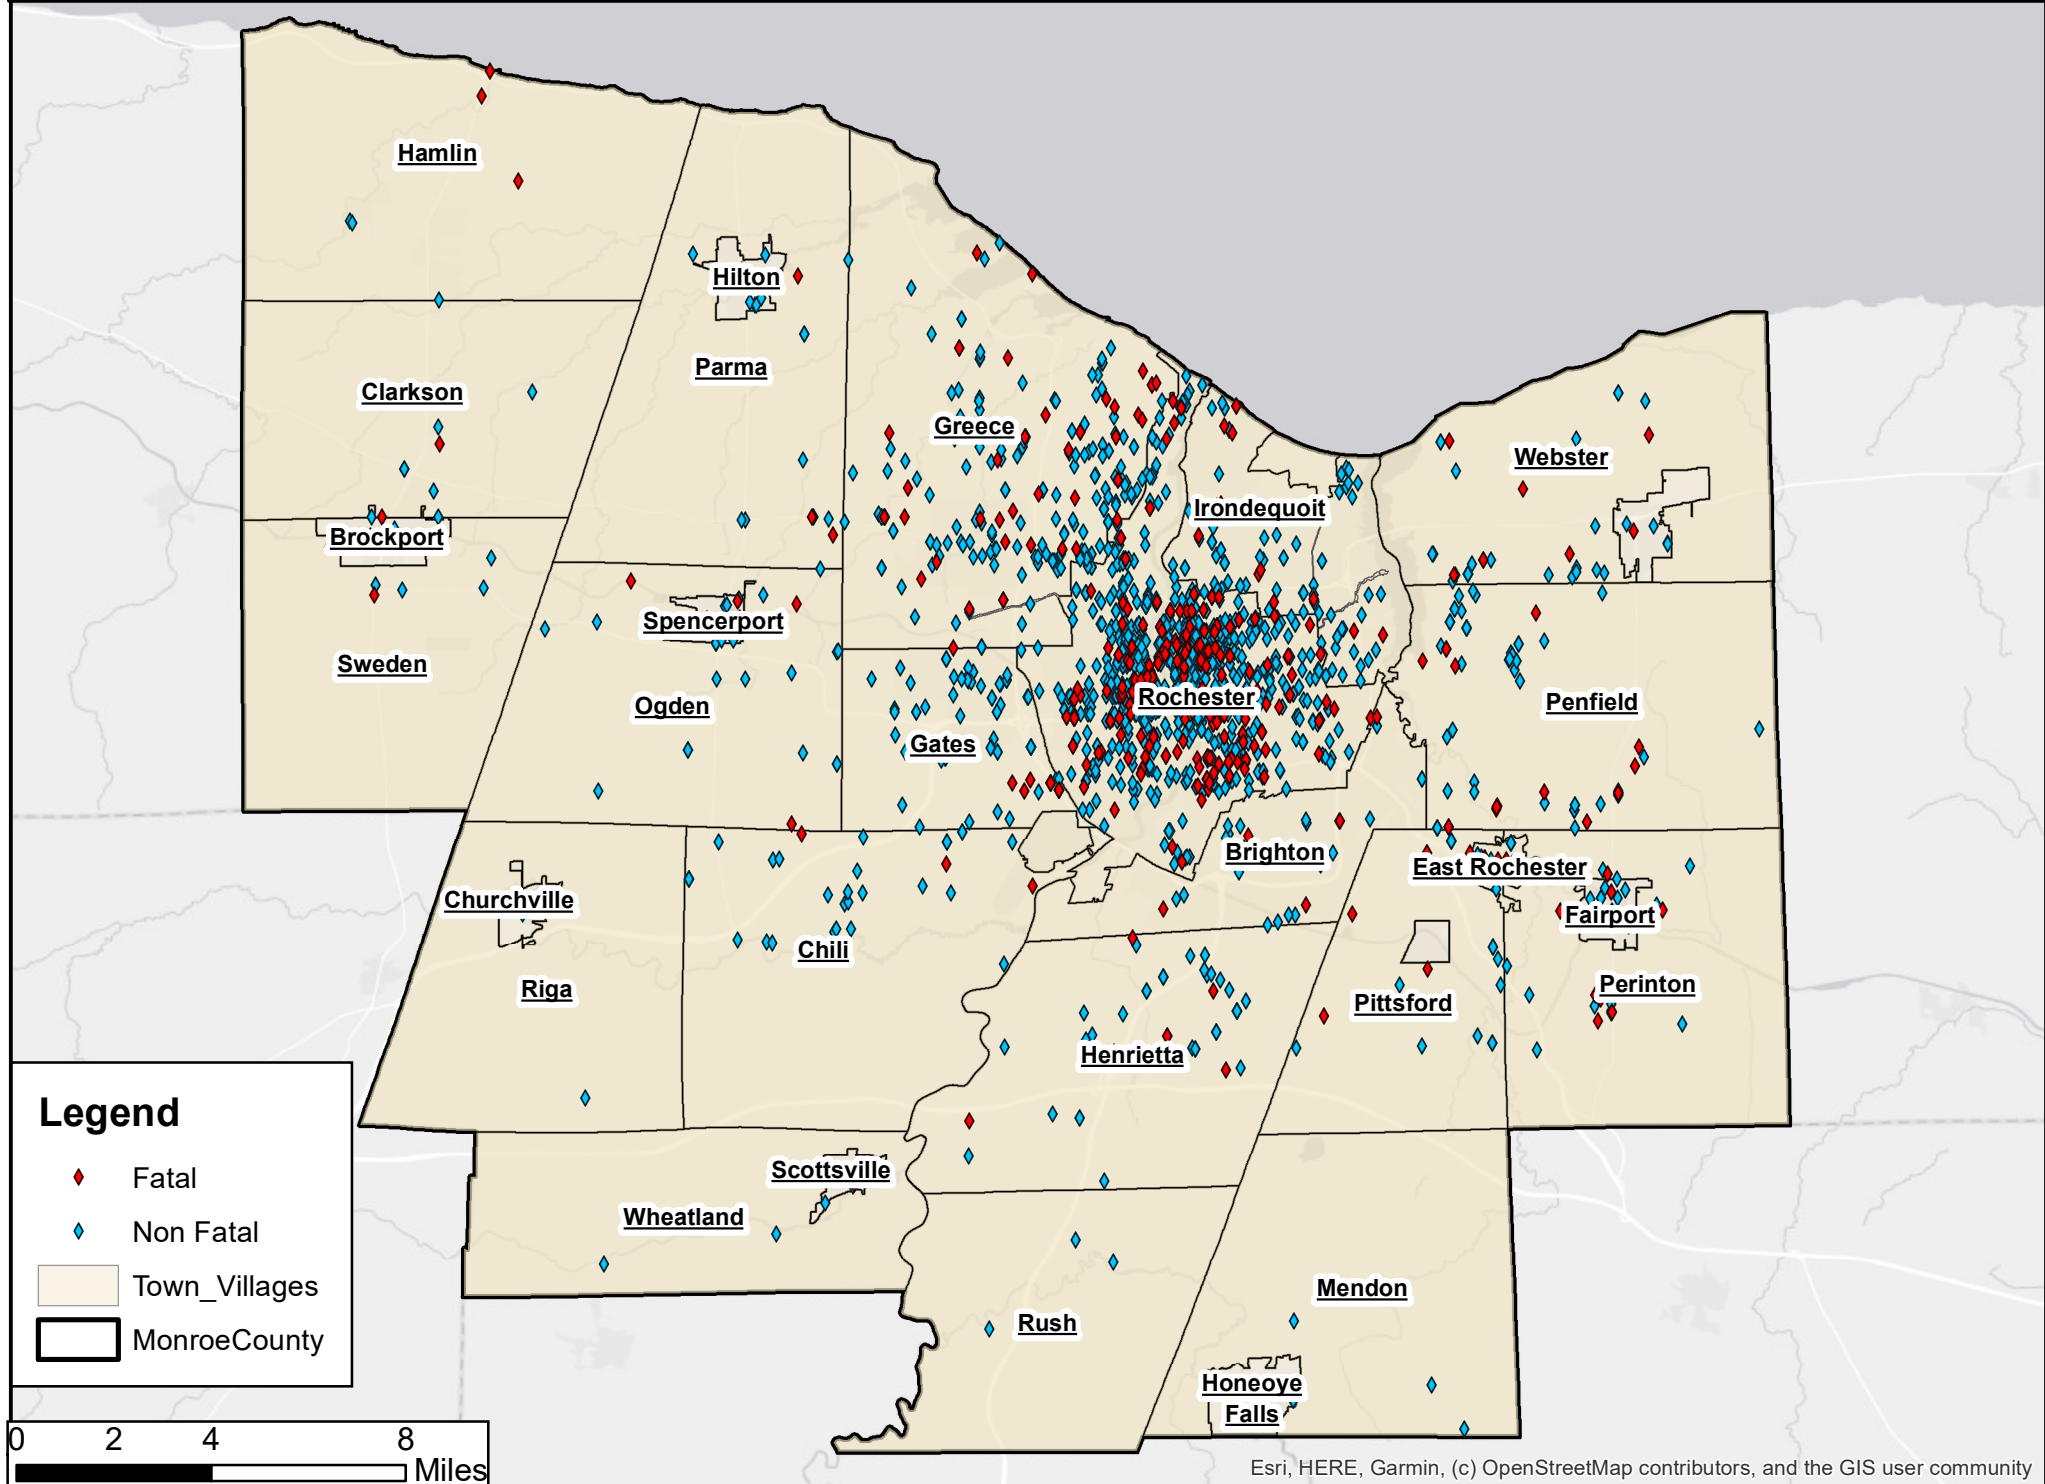 Hamlin
Hilton
Parma
Clarkson
Greece
Webster
Irondequoit
Brockport
Spencerport
Sweden
Ogden
Rochester
Penfield
Gates
Brighton
East Rochester
Churchville
Fairport
Chili
Riga
Perinton
Pittsford
Henrietta
Scottsville
Wheatland
Mendon
Rush
Honeoye
Falls
Legend
Fatal
Non Fatal
Town_Villages
MonroeCounty
0 2 4 8
Miles
Esri, HERE, Garmin, (c) OpenStreetMap contributors, and the GIS user community